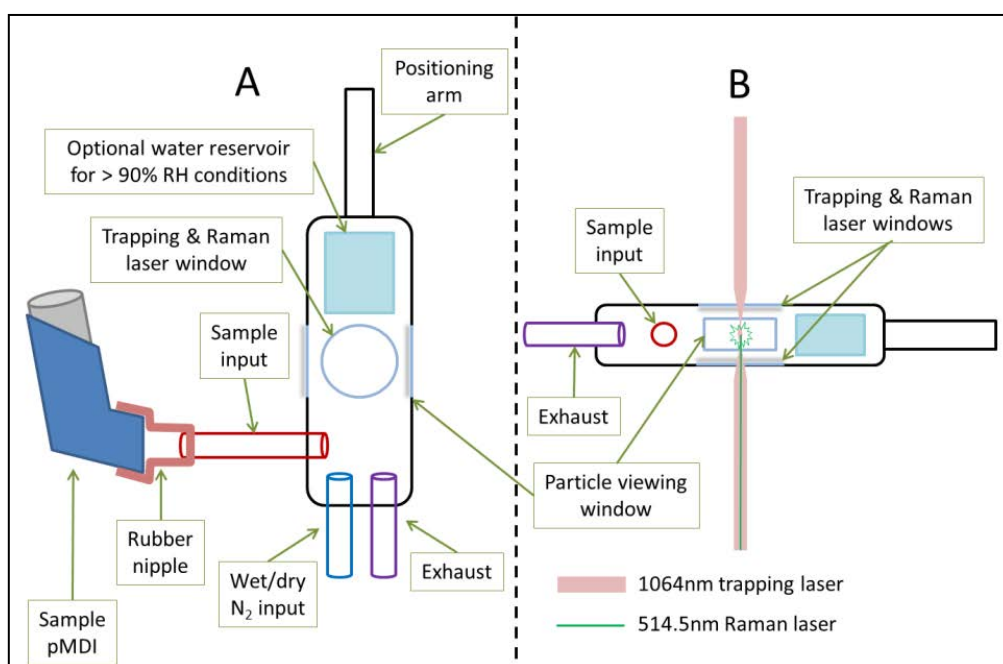 A
Positioning
arm
Optional water reservoir
for > 90% RH conditions
Trapping & Raman
laser window
Sample
input
Rubber
nipple
Sample
pMDI
Wet/dry
N₂ input
Exhaust
B
Trapping & Raman
laser windows
Sample
input
Exhaust
Particle viewing
window
1064nm trapping laser
514.5nm Raman laser